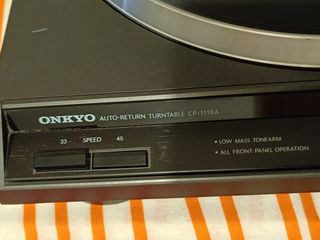 ONKYO AUTO-RETURN TURNTABLE CP-1116A
33 SPEED 45
• LOW MASS TONEARM
• ALL FRONT PANEL OPERATION